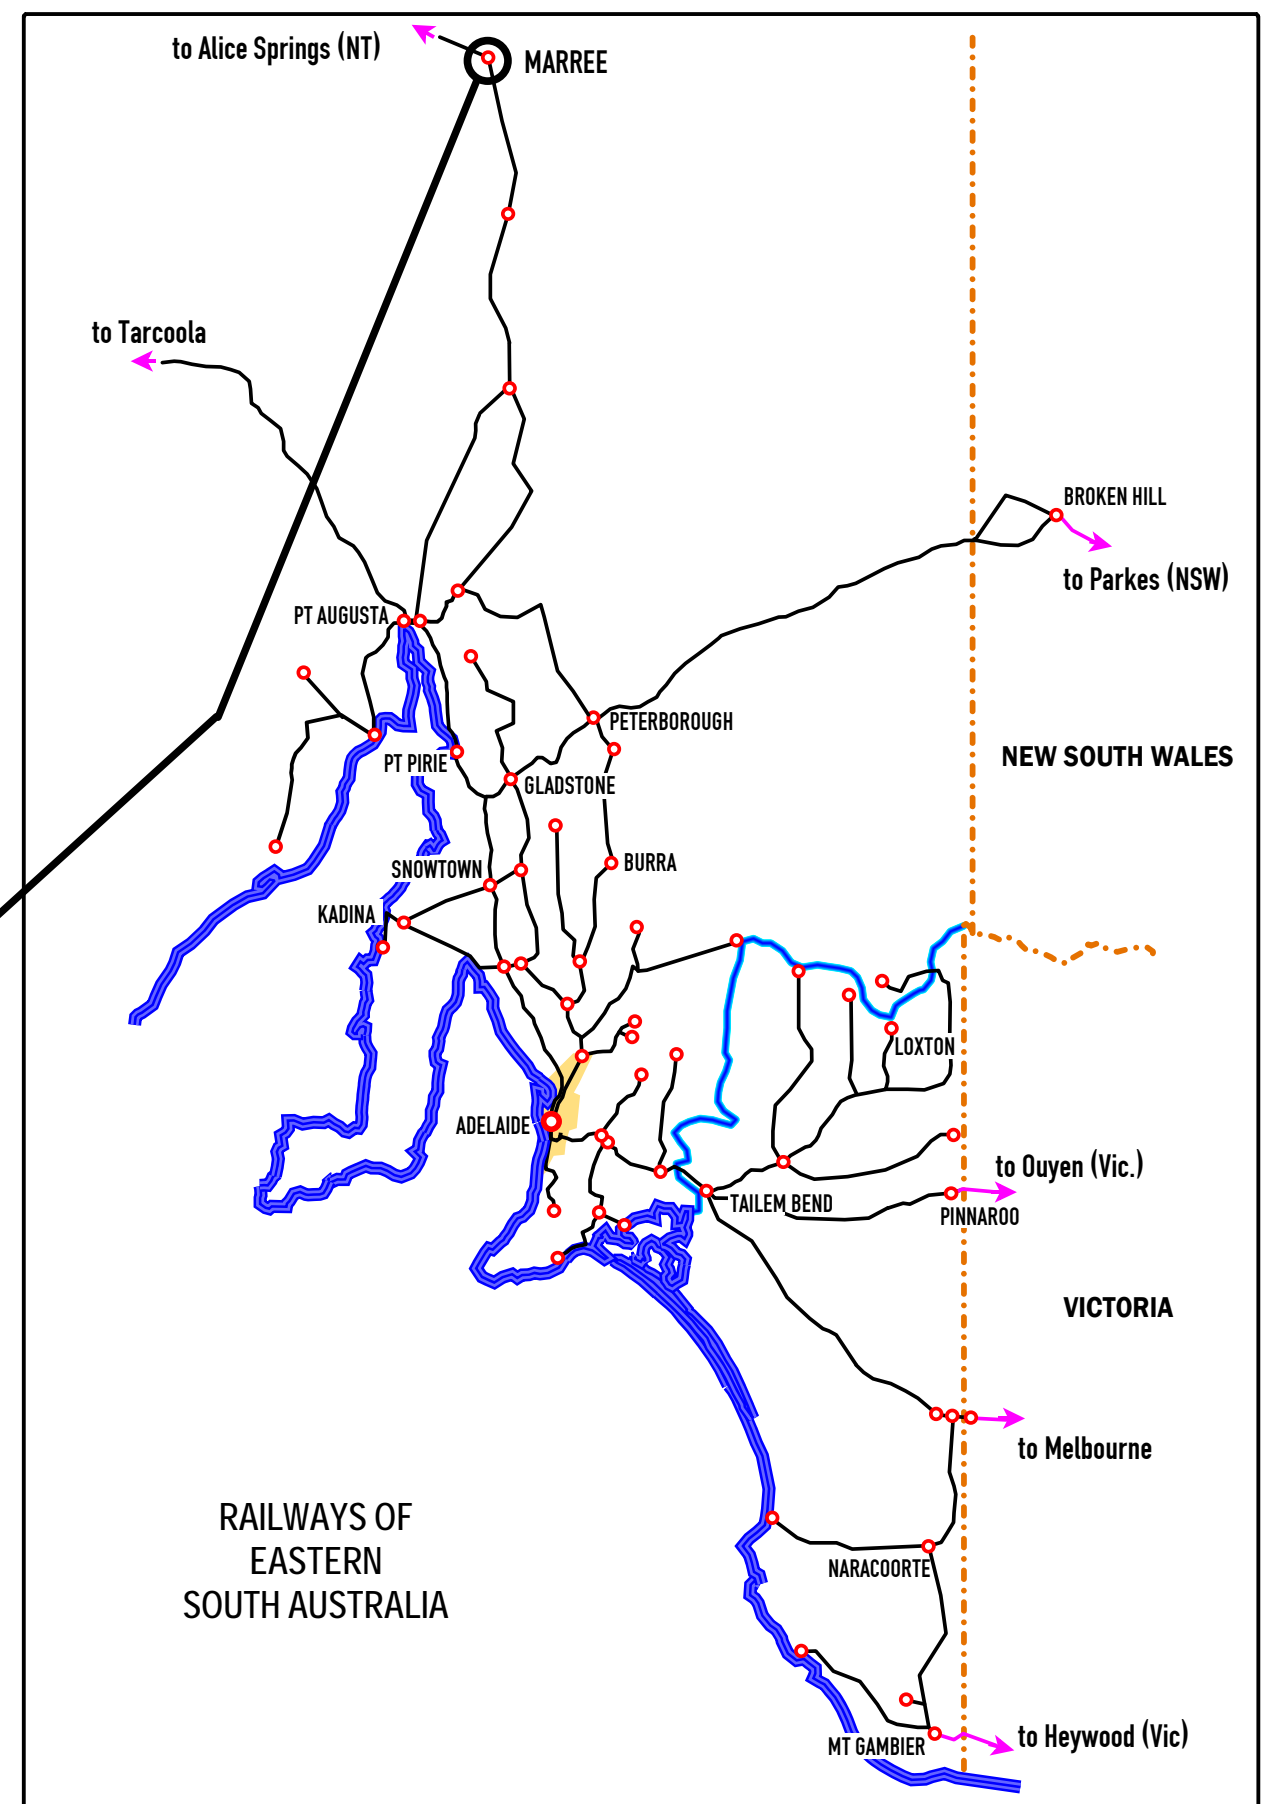 to Alice Springs (NT)
MARREE
to Tarcoola
BROKEN HILL
to Parkes (NSW)
PT AUGUSTA
PETERBOROUGH
NEW SOUTH WALES
PT PIRIE
GLADSTONE
SNOWTOWN
BURRA
KADINA
LOXTON
ADELAIDE
to Ouyen (Vic.)
TAILEM BEND
PINNAROO
VICTORIA
to Melbourne
RAILWAYS OF
EASTERN
SOUTH AUSTRALIA
NARACOORTE
MT GAMBIER
to Heywood (Vic)